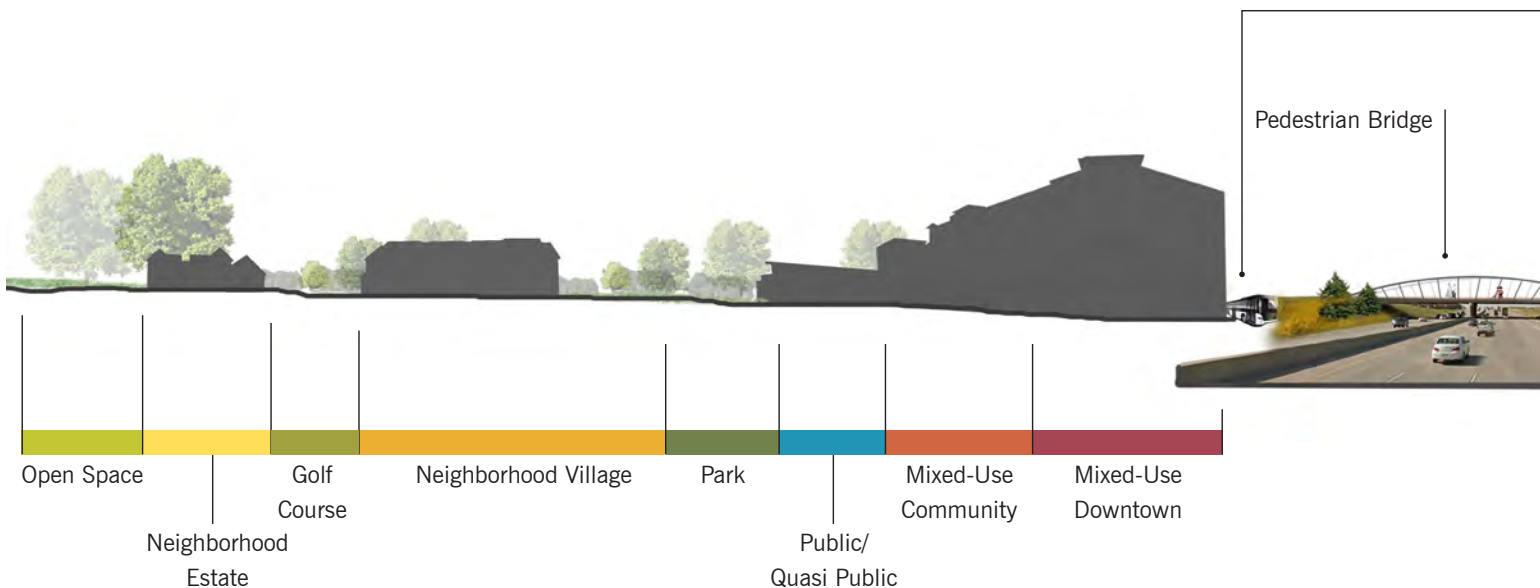 Pedestrian Bridge
Open Space
Neighborhood
Estate
Golf
Course
Neighborhood Village
Park
Public/
Quasi Public
Mixed-Use
Community
Mixed-Use
Downtown